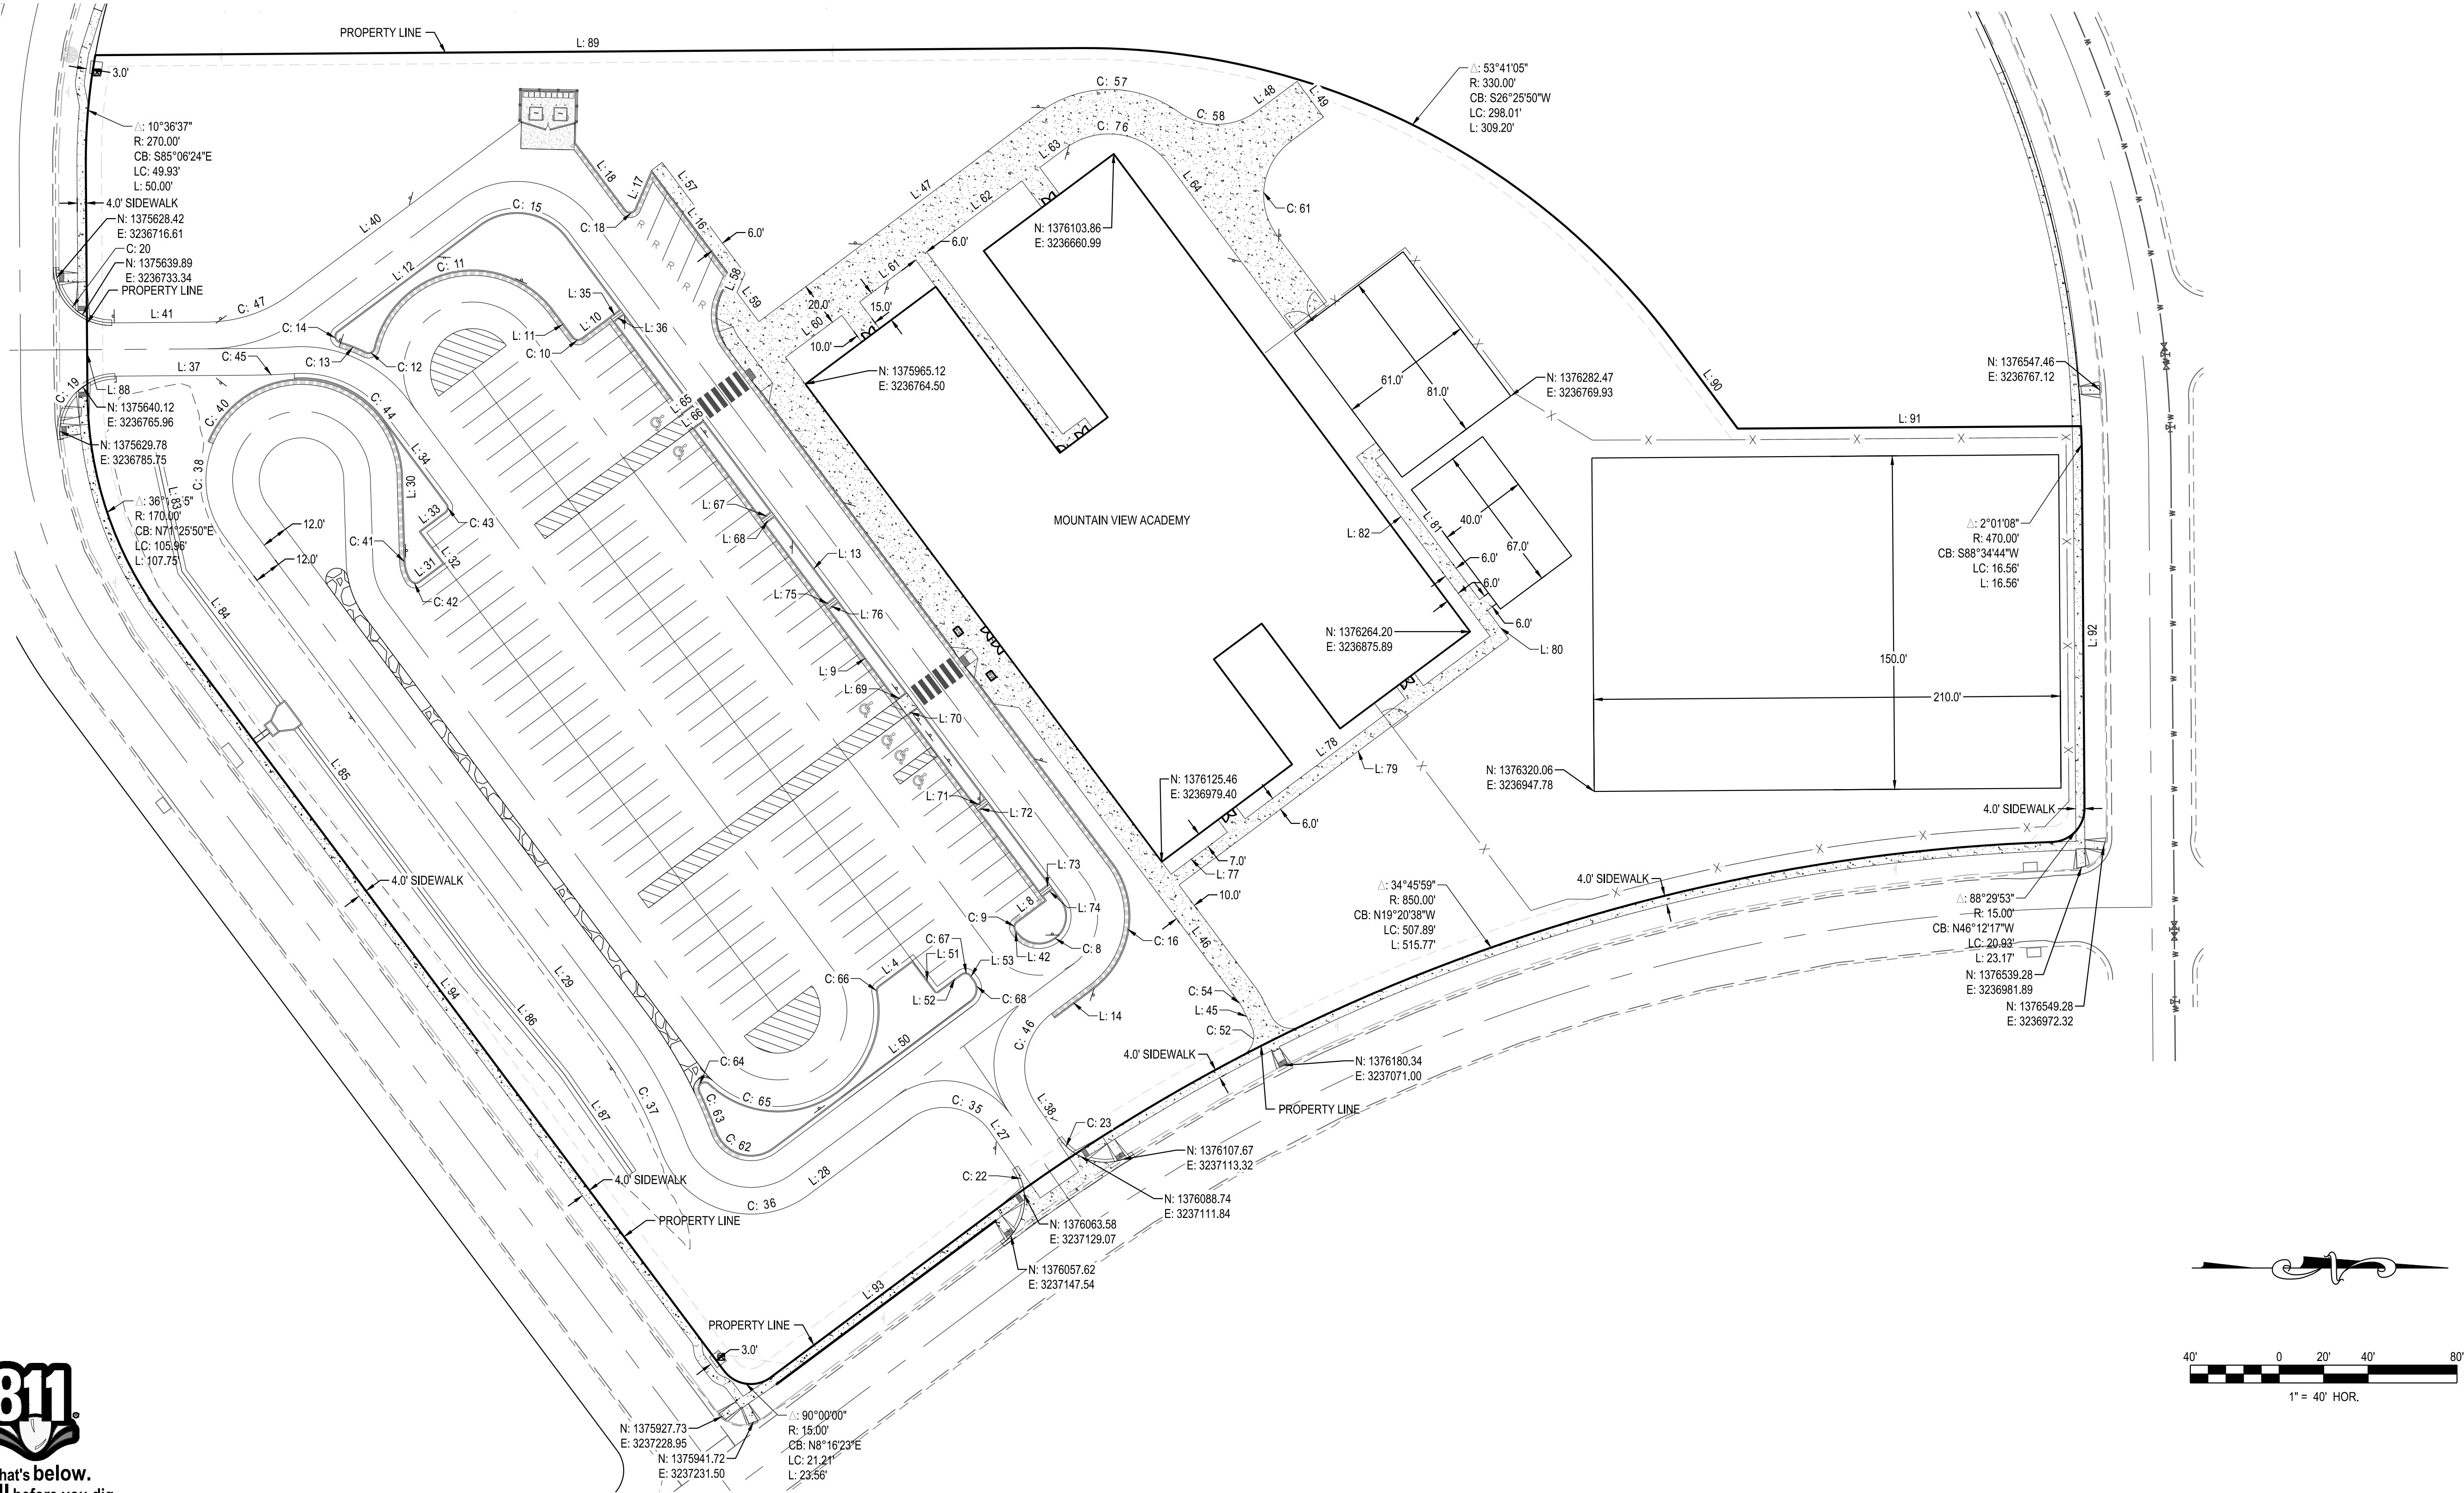 PROPERTY LINE
L: 89
3.0'
△: 10°36'37"
R: 270.00'
CB: S85°06'24"E
LC: 49.93'
L: 50.00'
4.0' SIDEWALK
N: 1375628.42
E: 3236716.61
C: 20
N: 1375639.89
E: 3236733.34
PROPERTY LINE
L: 41
C: 47
L: 40
L: 18
L: 17
C: 18
L: 57
L: 16
6.0'
L: 58
L: 59
R
R
R
R
R
C: 15
L: 12
C: 11
C: 14
C: 13
C: 12
L: 11
C: 10
L: 10
L: 35
L: 36
L: 47
C: 57
C: 58
L: 48
L: 49
C: 76
L: 63
L: 62
L: 64
C: 61
6.0'
L: 61
15.0'
20.0'
L: 60
10.0'
N: 1376103.86
E: 3236660.99
N: 1375965.12
E: 3236764.50
△: 53°41'05"
R: 330.00'
CB: S26°25'50"W
LC: 298.01'
L: 309.20'
61.0'
81.0'
N: 1376282.47
E: 3236769.93
L: 90
L: 91
N: 1376547.46
E: 3236767.12
L: 37
C: 45
C: 19
L: 88
N: 1375640.12
E: 3236765.96
N: 1375629.78
E: 3236785.75
C: 40
C: 38
C: 44
L: 34
L: 30
L: 33
C: 43
C: 41
L: 31
L: 32
C: 42
L: 83
R: 170.00'
CB: N71°25'50"E
LC: 105.96'
L: 107.75'
12.0'
12.0'
L: 84
L: 85
L: 65
L: 66
L: 67
L: 68
L: 13
L: 75
L: 76
L: 9
L: 69
L: 70
L: 71
L: 72
L: 73
L: 74
L: 8
C: 9
L: 42
C: 8
C: 16
MOUNTAIN VIEW ACADEMY
L: 82
L: 81
40.0'
67.0'
6.0'
6.0'
6.0'
L: 80
N: 1376264.20
E: 3236875.89
L: 78
L: 79
6.0'
7.0'
L: 77
10.0'
N: 1376125.46
E: 3236979.40
150.0'
210.0'
N: 1376320.06
E: 3236947.78
△: 2°01'08"
R: 470.00'
CB: S88°34'44"W
LC: 16.56'
L: 16.56'
L: 92
4.0' SIDEWALK
4.0' SIDEWALK
△: 34°45'59"
R: 850.00'
CB: N19°20'38"W
LC: 507.89'
L: 515.77'
△: 88°29'53"
R: 15.00'
CB: N46°12'17"W
LC: 20.93'
L: 23.17'
N: 1376539.28
E: 3236981.89
N: 1376549.28
E: 3236972.32
L: 46
C: 54
L: 45
C: 52
4.0' SIDEWALK
N: 1376180.34
E: 3237071.00
PROPERTY LINE
C: 67
L: 51
L: 53
L: 52
C: 68
L: 4
C: 66
L: 50
L: 14
C: 46
C: 35
L: 38
L: 27
C: 23
C: 22
N: 1376107.67
E: 3237113.32
N: 1376088.74
E: 3237111.84
N: 1376063.58
E: 3237129.07
N: 1376057.62
E: 3237147.54
C: 64
C: 65
C: 63
C: 62
C: 37
L: 28
C: 36
L: 29
4.0' SIDEWALK
L: 94
L: 86
L: 87
4.0' SIDEWALK
PROPERTY LINE
L: 93
PROPERTY LINE
3.0'
N: 1375927.73
E: 3237228.95
N: 1375941.72
E: 3237231.50
△: 90°00'00"
R: 15.00'
CB: N8°16'23"E
LC: 21.21'
L: 23.56'
40' 0 20' 40' 80'
1" = 40' HOR.
811
below.
before you dig